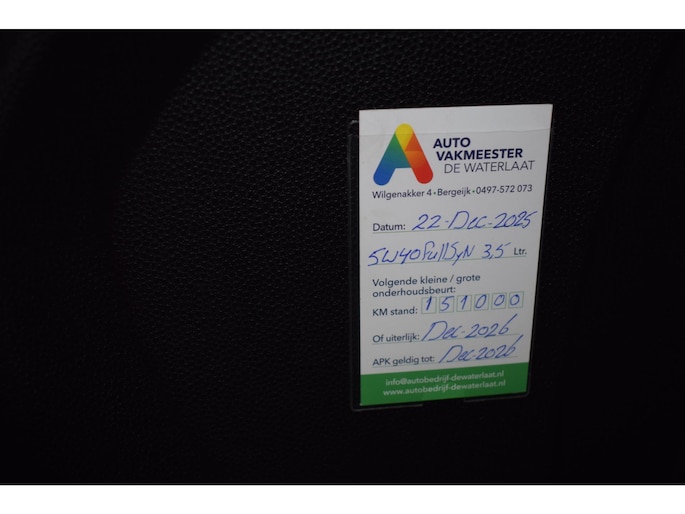 AUTO
VAKMEESTER
DE WATERLAAT
Wilgenakker 4 • Bergeijk • 0497-572 073
Datum: 22-Dec-2025
5W40 FullSyN 3,5 Ltr.
Volgende kleine / grote
onderhoudsbeurt:
KM stand: 151000
Of uiterlijk: Dec-2026
APK geldig tot: Dec-2026
info@autobedrijf-dewaterlaat.nl
www.autobedrijf-dewaterlaat.nl